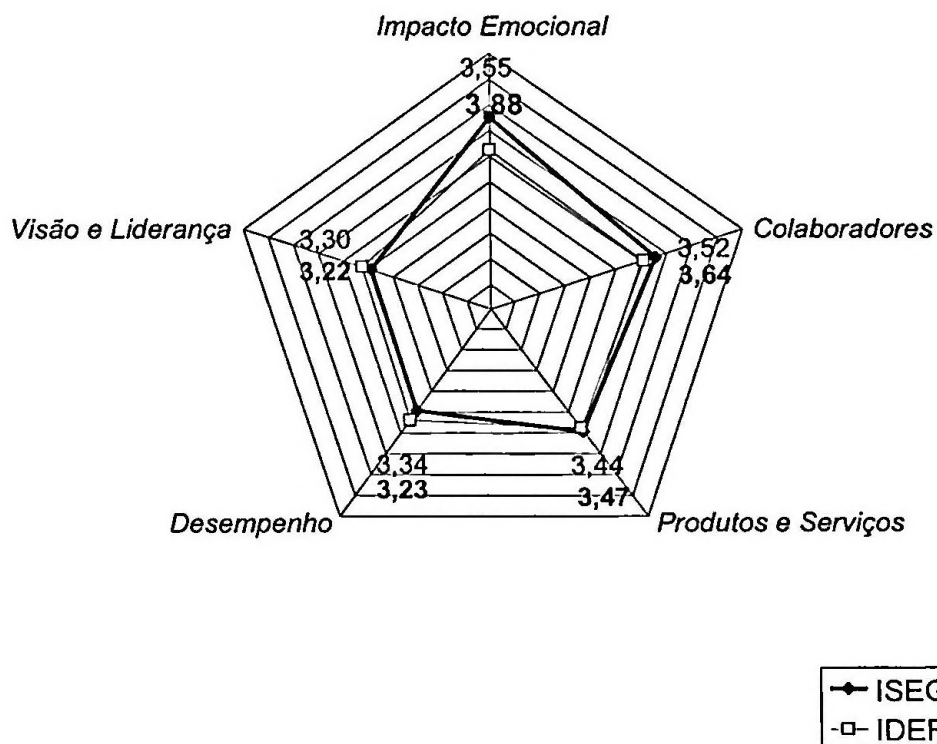 Impacto Emocional
3,55
3,88
Visão e Liderança
3,30
3,22
Colaboradores
3,52
3,64
3,34
3,23
3,44
3,47
Desempenho
Produtos e Serviços
ISEG